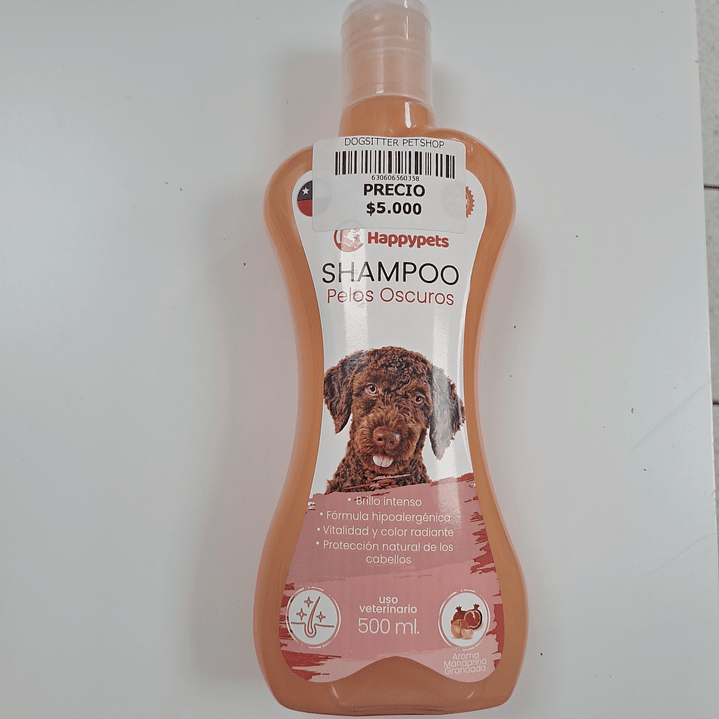 DOGSITTER PETSHOP
630606360338
PRECIO
$5.000
Happypets
SHAMPOO
Pelos Oscuros
• Brillo intenso
• Fórmula hipoalergénica
• Vitalidad y color radiante
• Protección natural de los
cabellos
uso
veterinario
500 ml.
Aroma
Mandarina
Granada